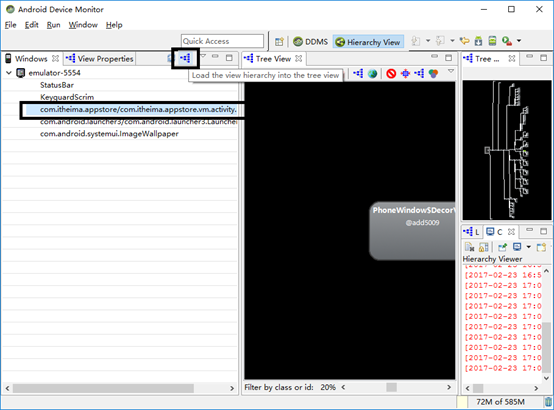 Android Device Monitor
File Edit Run Window Help
Quick Access
DDMS Hierarchy View
Windows View Properties
Tree View
Tree ...
Load the view hierarchy into the tree view
emulator-5554
StatusBar
KeyguardScrim
com.itheima.appstore/com.itheima.appstore.vm.activity.
com.android.launcher3/com.android.launcher3.Launche
com.android.systemui.ImageWallpaper
PhoneWindow$DecorV
@add5009
L C
Hierarchy Viewer
[2017-02-23 16:5
[2017-02-23 16:5
[2017-02-23 17:0
[2017-02-23 17:0
[2017-02-23 17:0
[2017-02-23 17:0
[2017-02-23 17:0
[2017-02-23 17:0
[2017-02-23 17:0
[2017-02-23 17:0
Filter by class or id: 20%
72M of 585M